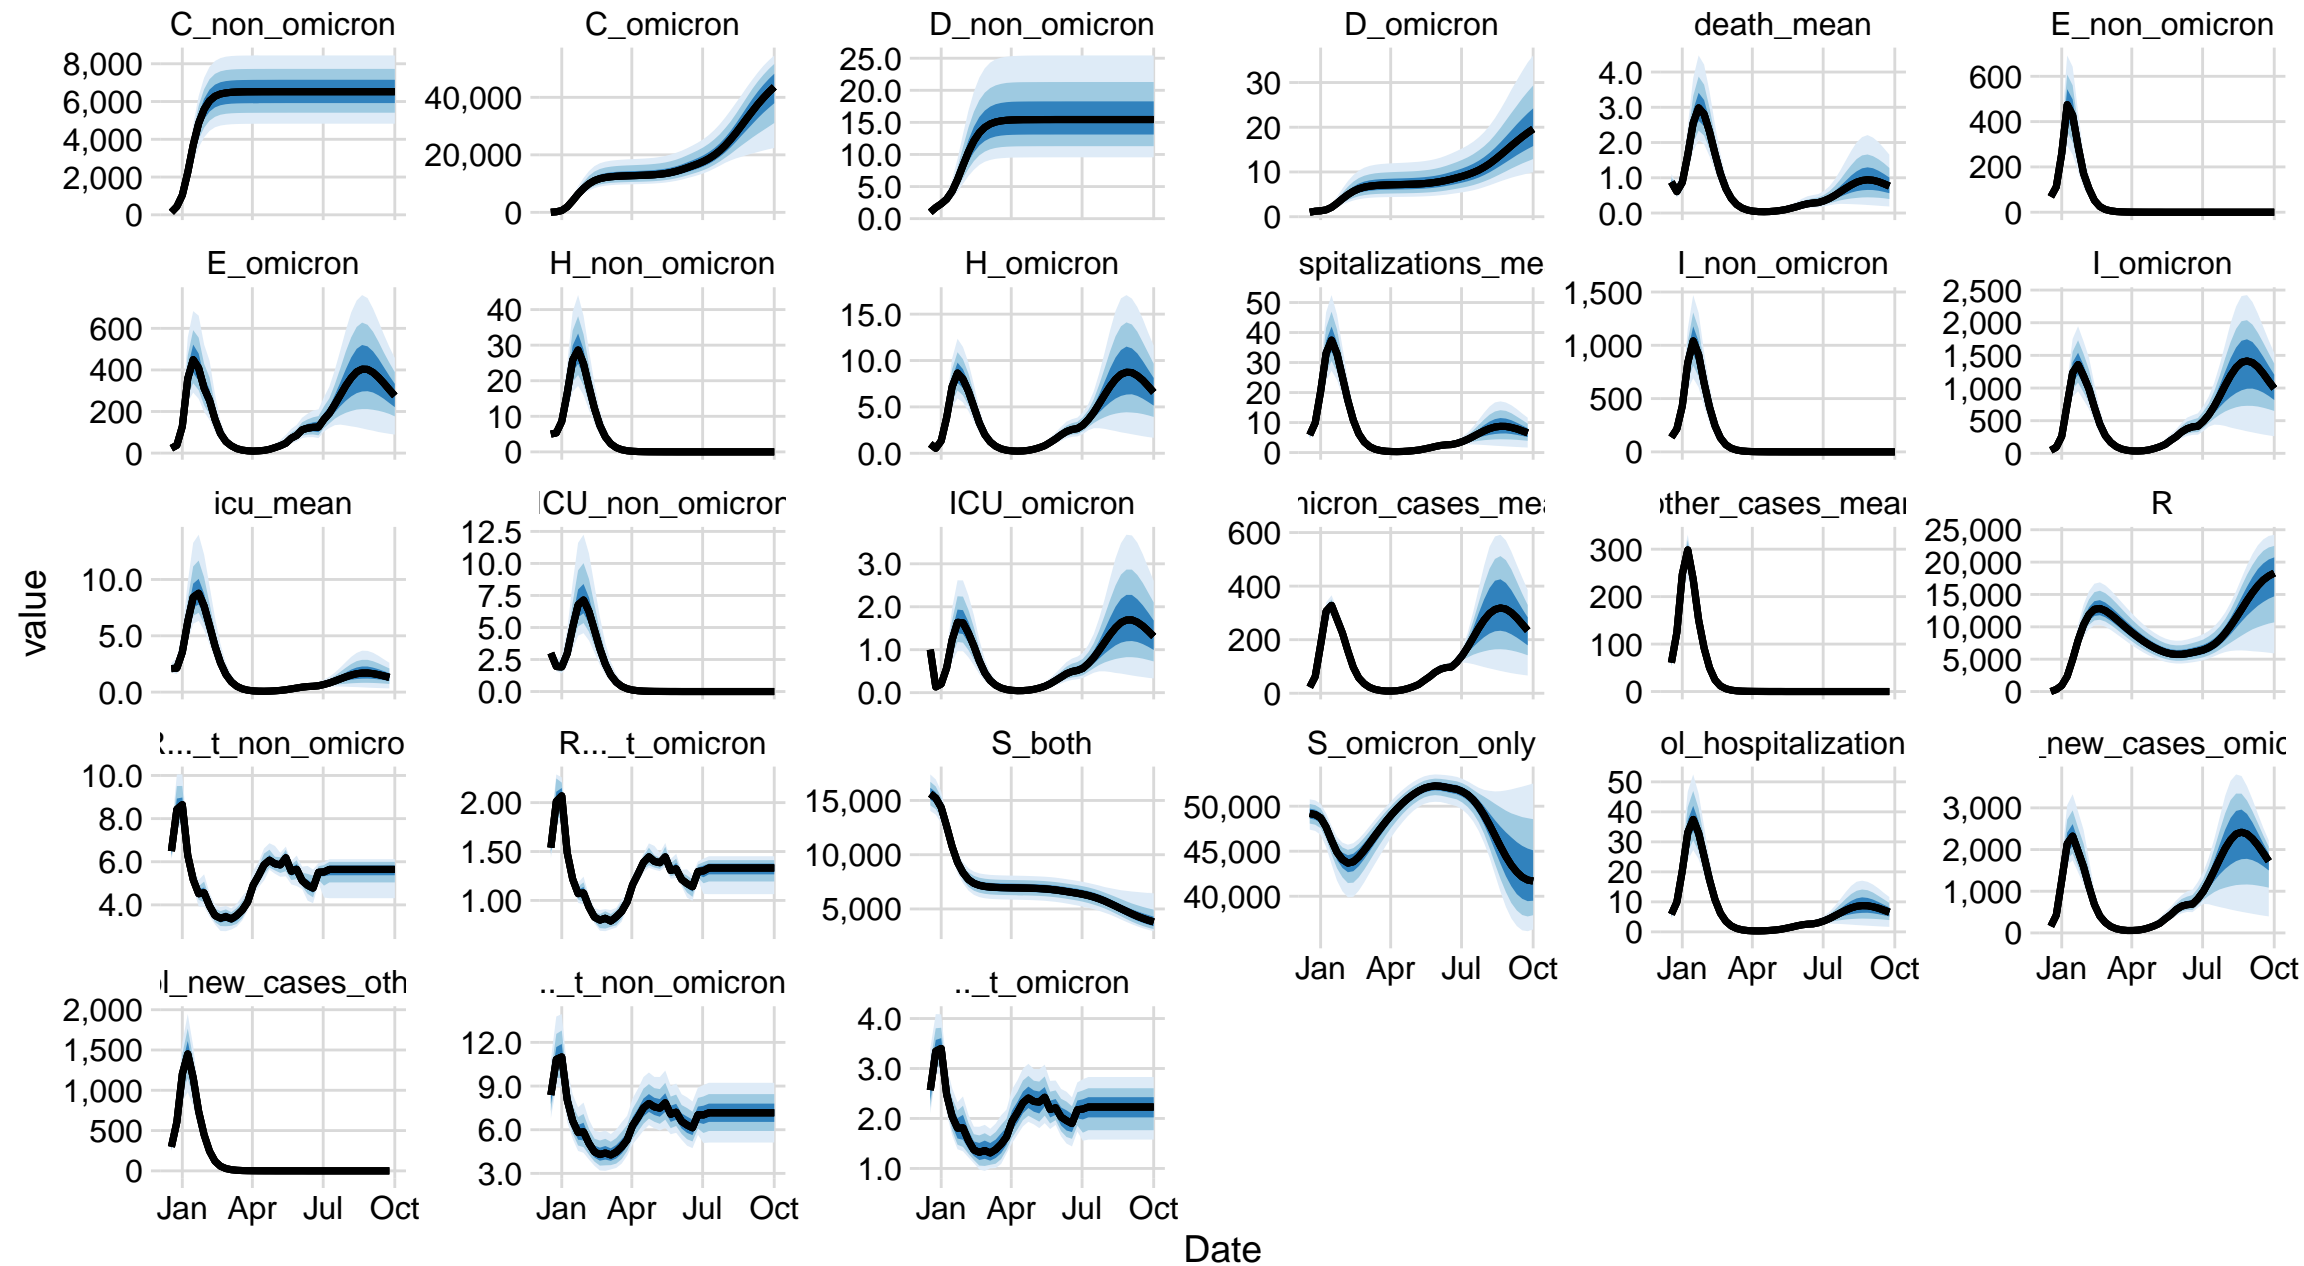 C_non_omicron C_omicron D_non_omicron D_omicron death_mean E_non_omicron
8,000 6,000 4,000 2,000 0
40,000 20,000 0
25.0 20.0 15.0 10.0 5.0 0.0
30 20 10 0
4.0 3.0 2.0 1.0 0.0
600 400 200 0
E_omicron H_non_omicron H_omicron spitalizations_me I_non_omicron I_omicron
600 400 200 0
40 30 20 10 0
15.0 10.0 5.0 0.0
50 40 30 20 10 0
1,500 1,000 500 0
2,500 2,000 1,500 1,000 500 0
icu_mean ICU_non_omicron ICU_omicron nicron_cases_mea other_cases_mean R
10.0 5.0 0.0
12.5 10.0 7.5 5.0 2.5 0.0
3.0 2.0 1.0 0.0
600 400 200 0
300 200 100 0
25,000 20,000 15,000 10,000 5,000 0
value
R..._t_non_omicro R..._t_omicron S_both S_omicron_only ol_hospitalization _new_cases_omic
10.0 8.0 6.0 4.0
2.00 1.50 1.00
15,000 10,000 5,000
50,000 45,000 40,000
50 40 30 20 10 0
3,000 2,000 1,000 0
Jan Apr Jul Oct Jan Apr Jul Oct Jan Apr Jul Oct
ol_new_cases_oth .._t_non_omicron .._t_omicron
2,000 1,500 1,000 500 0
12.0 9.0 6.0 3.0
4.0 3.0 2.0 1.0
Jan Apr Jul Oct Jan Apr Jul Oct Jan Apr Jul Oct
Date